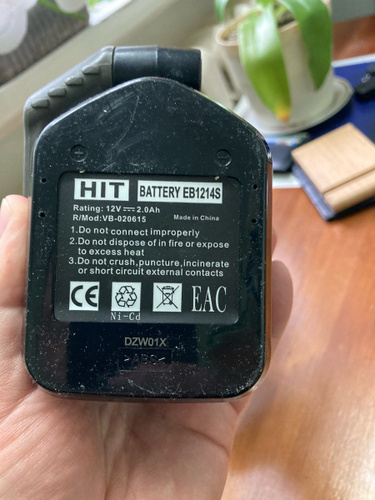 HIT BATTERY EB1214S
Rating: 12V⎓2.0Ah
R/Mod:VB-020615 Made in China
1.Do not connect improperly
2.Do not dispose of in fire or expose
to excess heat
3.Do not crush,puncture,incinerate
or short circuit external contacts
CE EAC
Ni-Cd
DZW01X
>ABS<